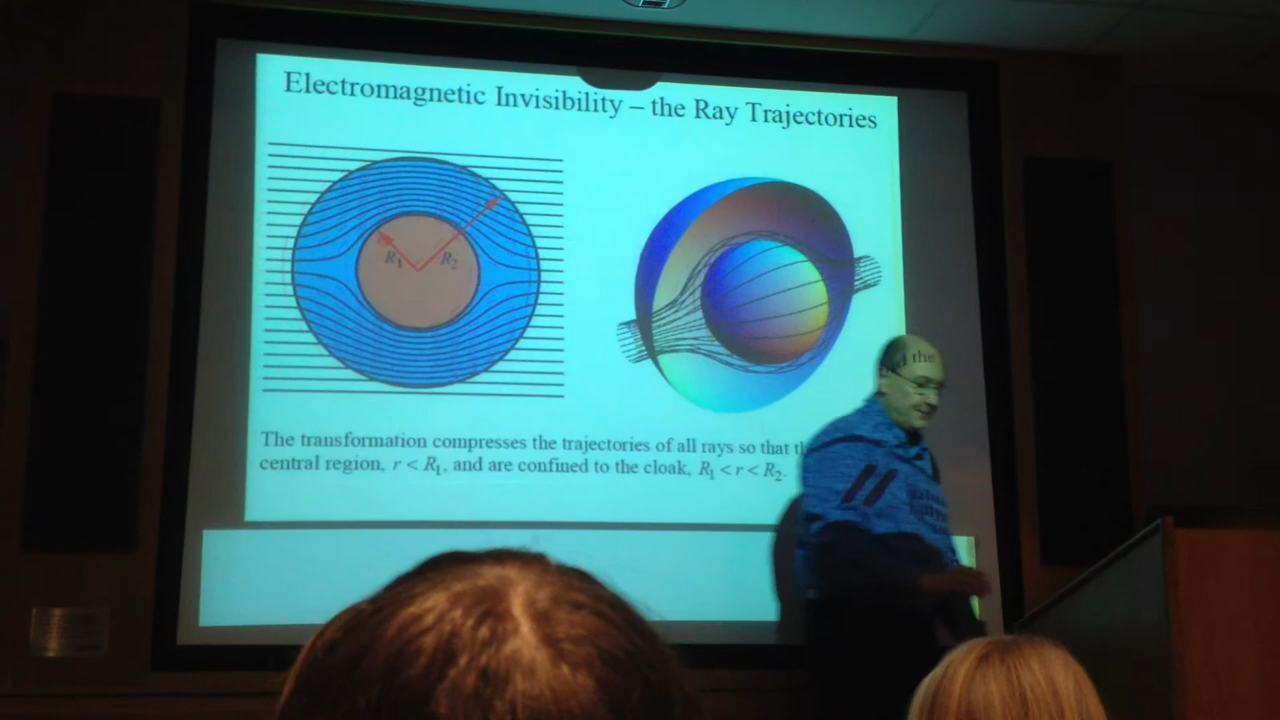 Electromagnetic Invisibility – the Ray Trajectories
R₁ R₂
The transformation compresses the trajectories of all rays so that
central region, r < R₁, and are confined to the cloak, R₁ < r < R₂.
the